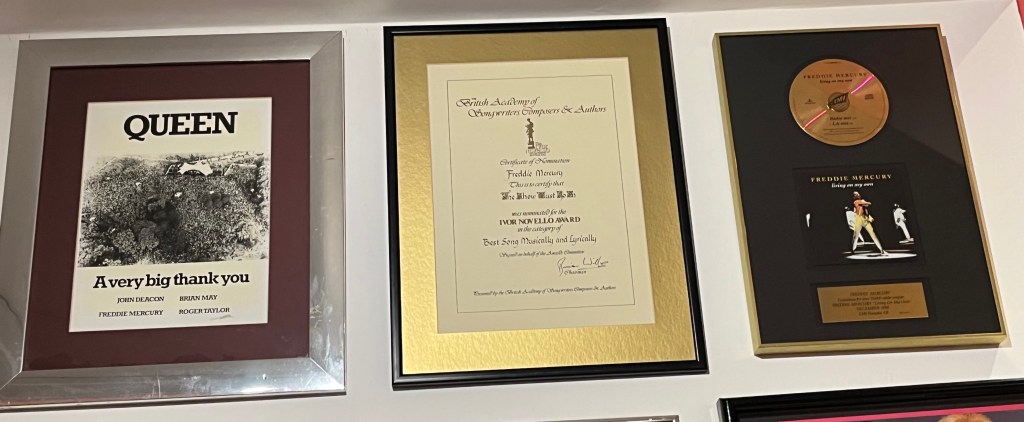 QUEEN
A very big thank you
JOHN DEACON BRIAN MAY
FREDDIE MERCURY ROGER TAYLOR
The British Academy of
Songwriters Composers & Authors
Certificate of Nomination
Freddie Mercury
This is to certify that
The Show Must Go On
was nominated for the
IVOR NOVELLO AWARD
in the category of
Best Song Musically and Lyrically
Signed on behalf of the Awards Committee
Chairman
Presented by the British Academy of Songwriters Composers & Authors
FREDDIE MERCURY
living on my own
FREDDIE MERCURY
living on my own